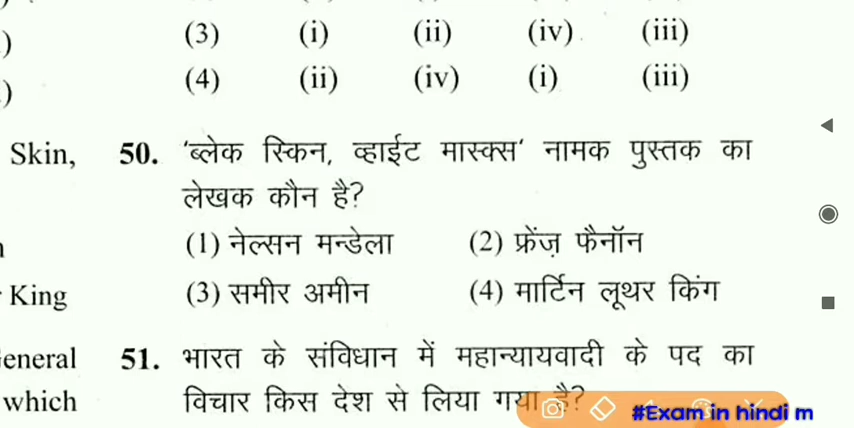 (3) (i) (ii) (iv) (iii)
(4) (ii) (iv) (i) (iii)
Skin,
50. 'ब्लेक स्किन, व्हाईट मास्क्स' नामक पुस्तक का
लेखक कौन है?
(1) नेल्सन मन्डेला (2) फ्रेंज़ फैनॉन
King
(3) समीर अमीन (4) मार्टिन लूथर किंग
eneral
51. भारत के संविधान में महान्यायवादी के पद का
which
विचार किस देश से लिया गया है?
#Exam in hindi m